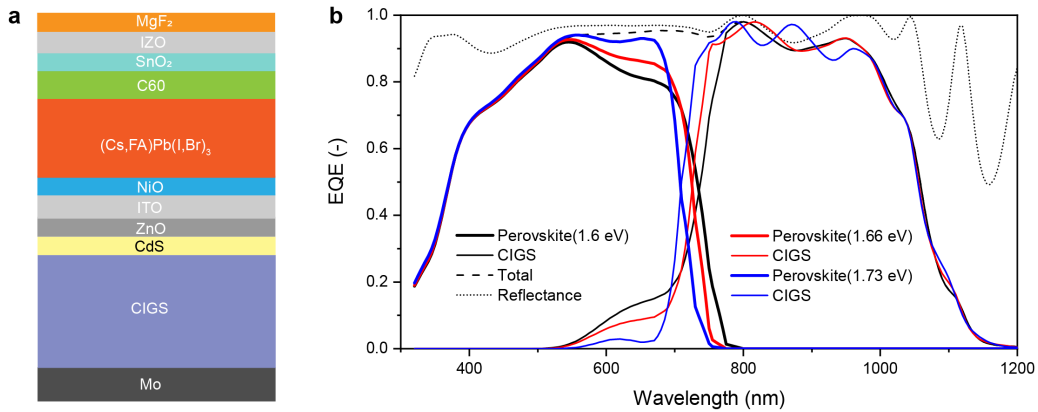 a
MgF₂
IZO
SnO₂
C60
(Cs,FA)Pb(I,Br)₃
NiO
ITO
ZnO
CdS
CIGS
Mo
b
EQE (-)
1.0
0.8
0.6
0.4
0.2
0.0
Perovskite(1.6 eV)
CIGS
Total
Reflectance
Perovskite(1.66 eV)
CIGS
Perovskite(1.73 eV)
CIGS
400 600 800 1000 1200
Wavelength (nm)